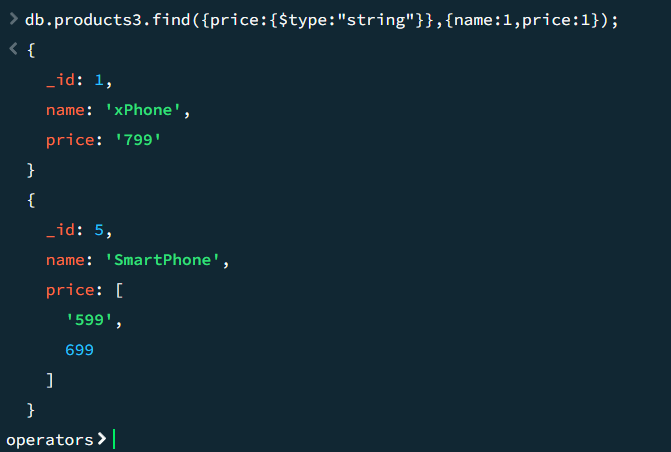 > db.products3.find({price:{$type:"string"}},{name:1,price:1});
< {
_id: 1,
name: 'xPhone',
price: '799'
}
{
_id: 5,
name: 'SmartPhone',
price: [
'599',
699
]
}
operators>